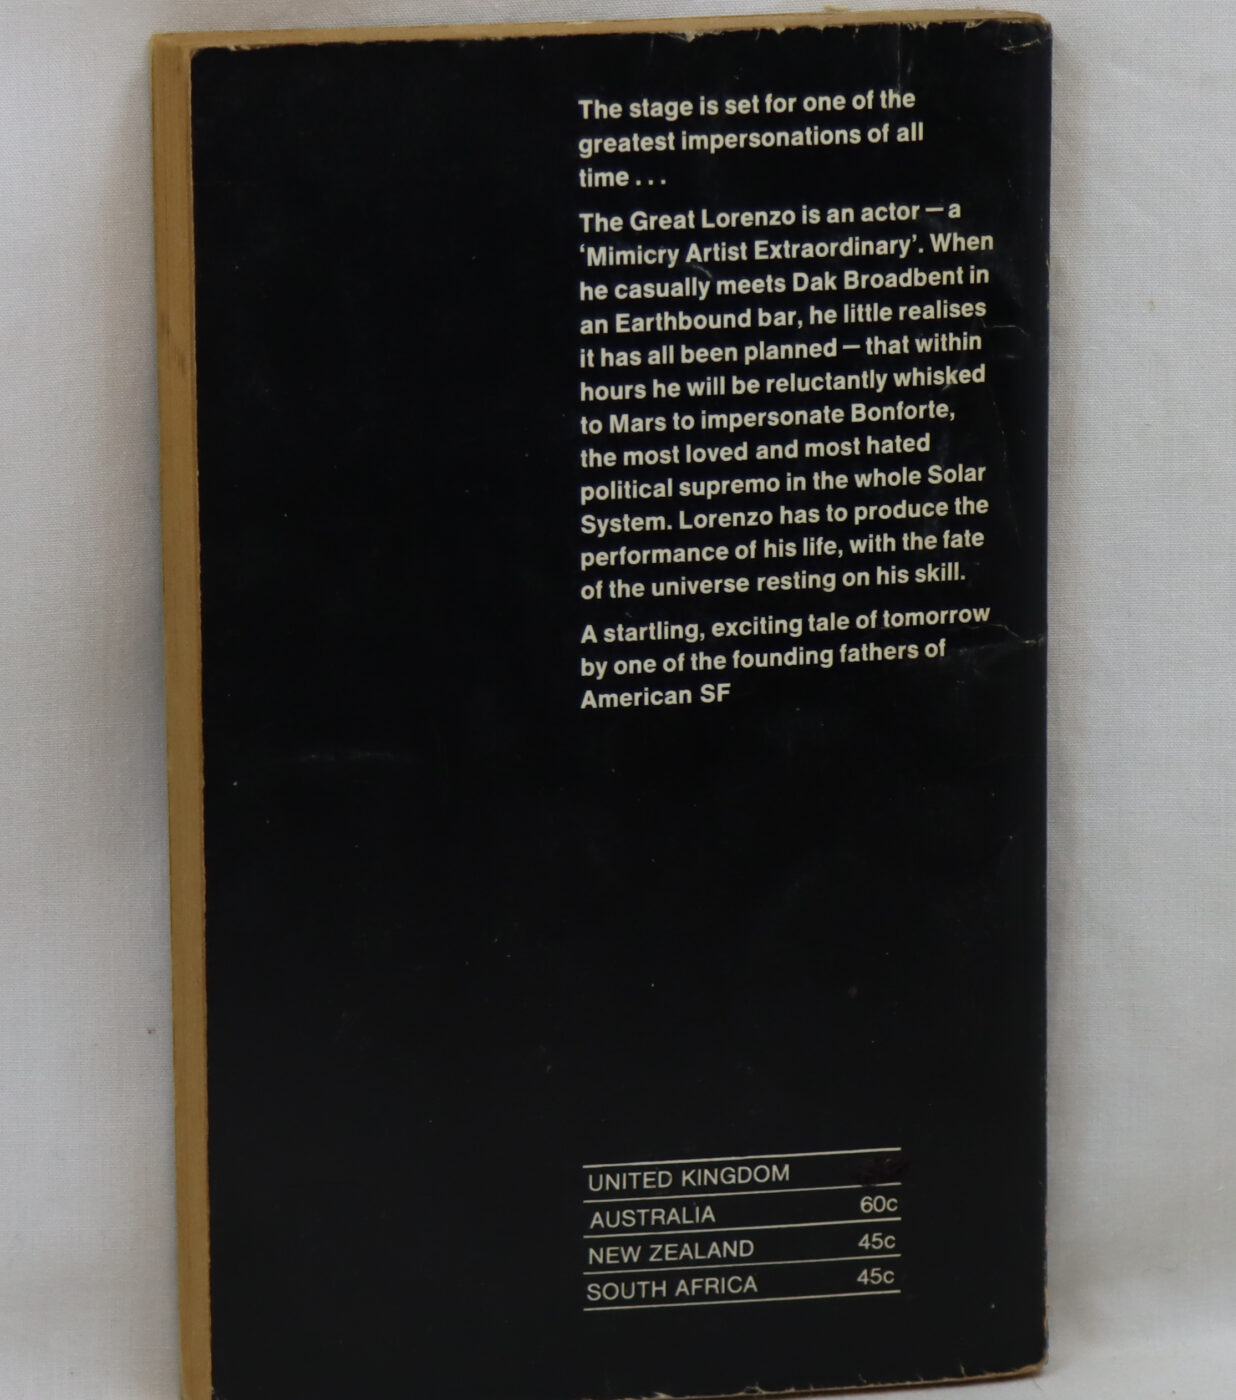 The stage is set for one of the
greatest impersonations of all
time . . .
The Great Lorenzo is an actor — a
‘Mimicry Artist Extraordinary’. When
he casually meets Dak Broadbent in
an Earthbound bar, he little realises
it has all been planned — that within
hours he will be reluctantly whisked
to Mars to impersonate Bonforte,
the most loved and most hated
political supremo in the whole Solar
System. Lorenzo has to produce the
performance of his life, with the fate
of the universe resting on his skill.
A startling, exciting tale of tomorrow
by one of the founding fathers of
American SF
UNITED KINGDOM
AUSTRALIA 60c
NEW ZEALAND 45c
SOUTH AFRICA 45c